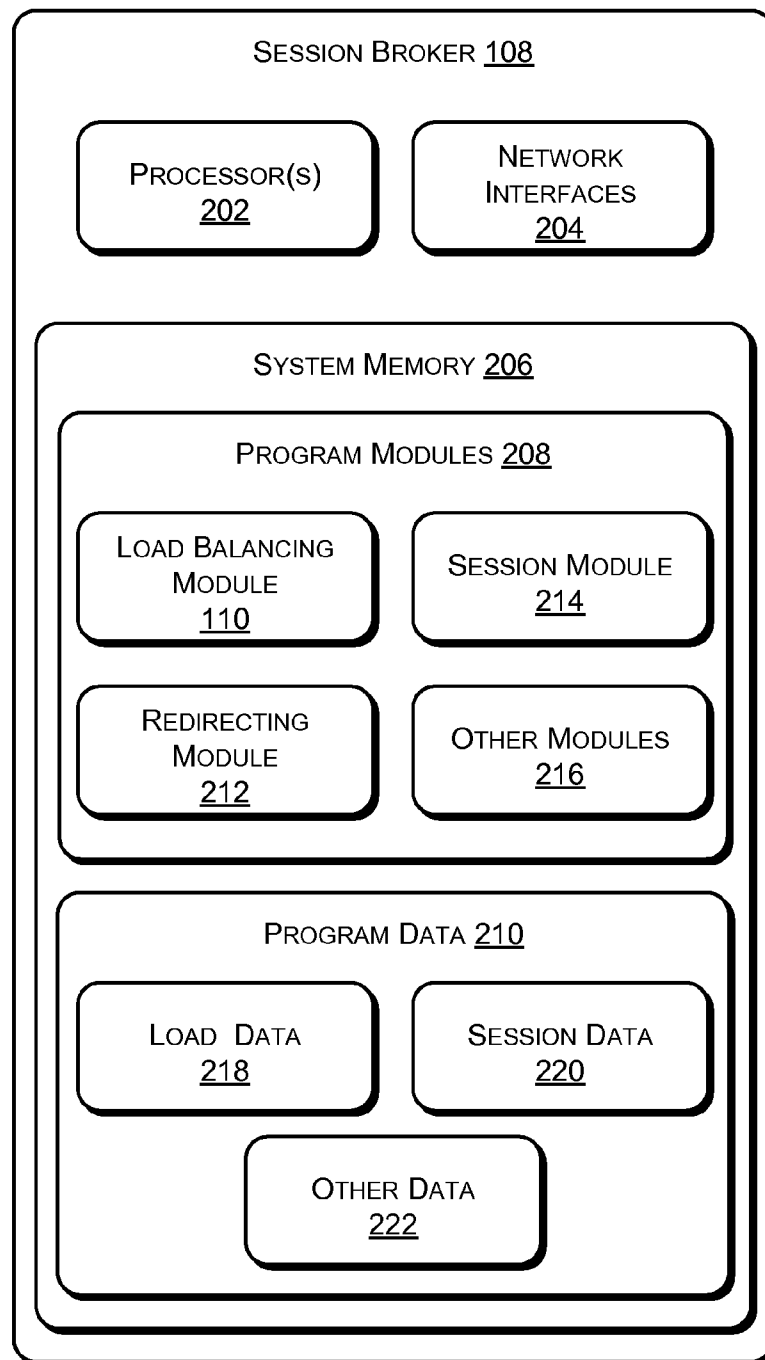 SESSION BROKER 108
PROCESSOR(S)
202
NETWORK
INTERFACES
204
SYSTEM MEMORY 206
PROGRAM MODULES 208
LOAD BALANCING
MODULE
110
SESSION MODULE
214
REDIRECTING
MODULE
212
OTHER MODULES
216
PROGRAM DATA 210
LOAD DATA
218
SESSION DATA
220
OTHER DATA
222